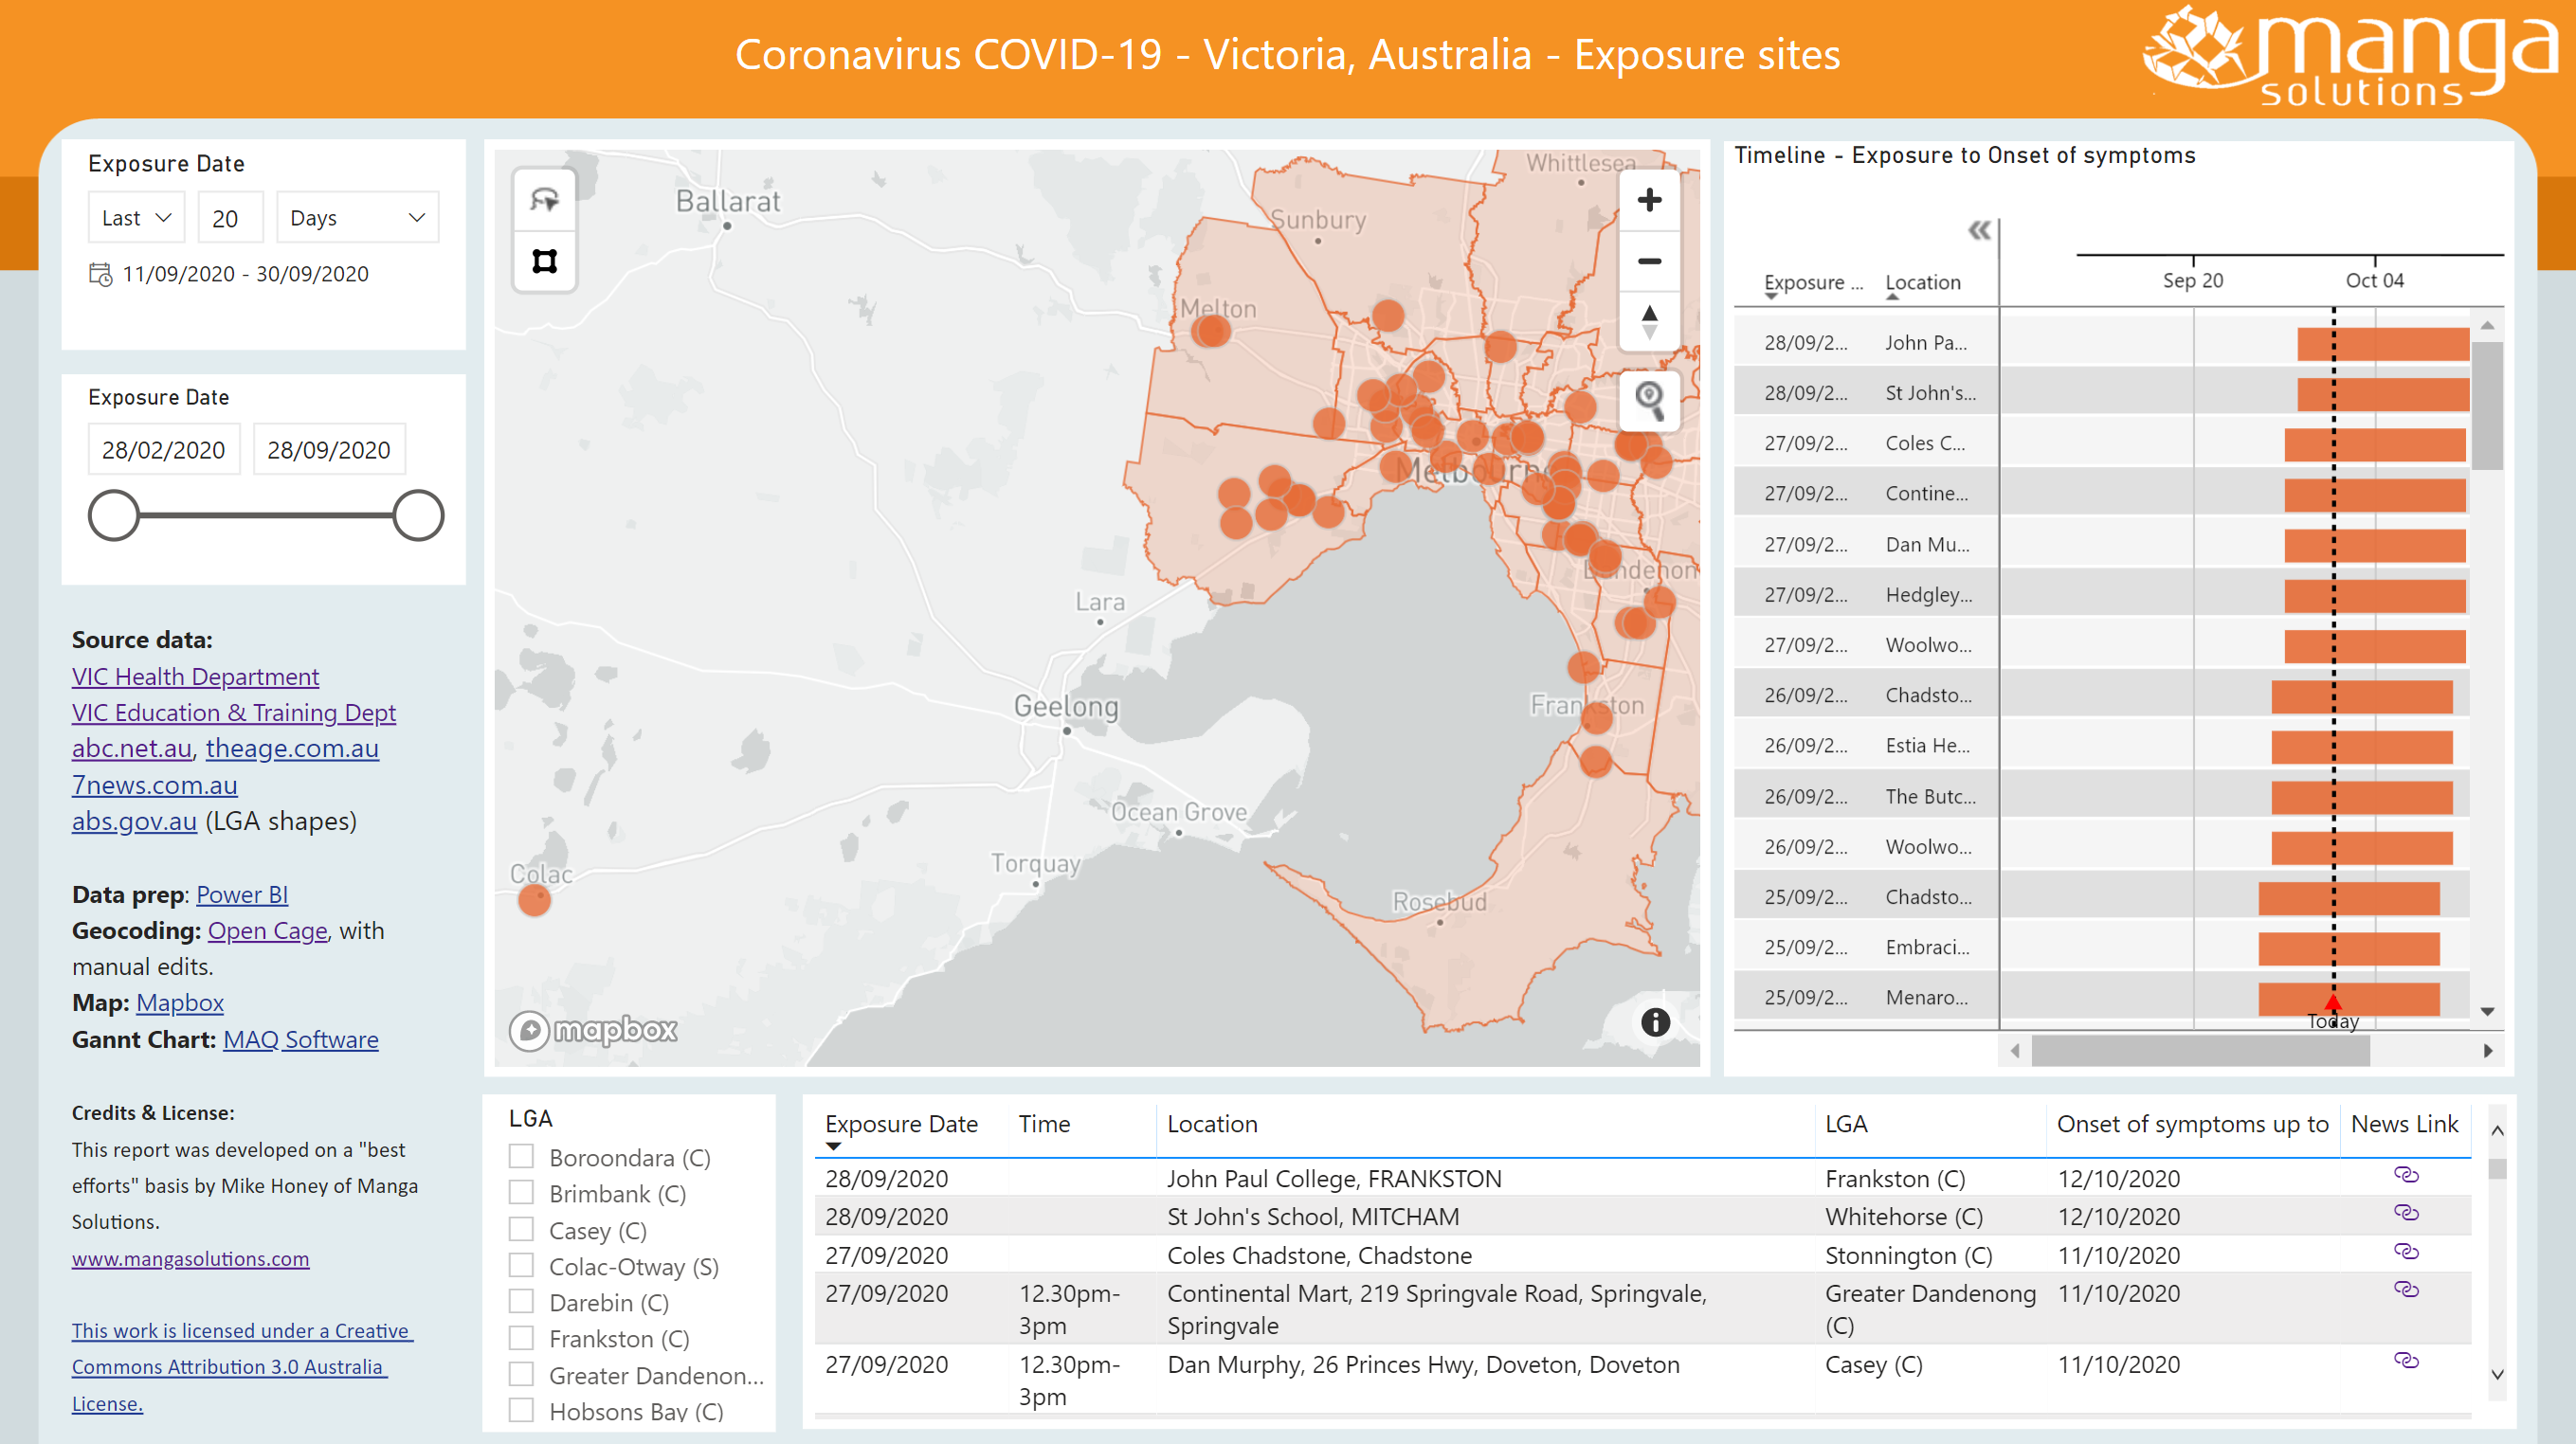 Coronavirus COVID-19 - Victoria, Australia - Exposure sites
manga
solutions
Exposure Date
Last 20 Days
11/09/2020 - 30/09/2020
Exposure Date
28/02/2020 28/09/2020
Source data:
VIC Health Department
VIC Education & Training Dept
abc.net.au, theage.com.au
7news.com.au
abs.gov.au (LGA shapes)
Data prep: Power BI
Geocoding: Open Cage, with
manual edits.
Map: Mapbox
Gannt Chart: MAQ Software
Credits & License:
This report was developed on a "best
efforts" basis by Mike Honey of Manga
Solutions.
www.mangasolutions.com
This work is licensed under a Creative
Commons Attribution 3.0 Australia
License.
Whittlesea
Ballarat
Sunbury
Melton
Melbourne
Dandenong
Lara
Geelong
Frankston
Ocean Grove
Torquay
Colac
Rosebud
mapbox
Timeline - Exposure to Onset of symptoms
Sep 20 Oct 04
Exposure ... Location
28/09/2... John Pa...
28/09/2... St John's...
27/09/2... Coles C...
27/09/2... Contine...
27/09/2... Dan Mu...
27/09/2... Hedgley...
27/09/2... Woolwo...
26/09/2... Chadsto...
26/09/2... Estia He...
26/09/2... The Butc...
26/09/2... Woolwo...
25/09/2... Chadsto...
25/09/2... Embraci...
25/09/2... Menaro...
Today
LGA
Boroondara (C)
Brimbank (C)
Casey (C)
Colac-Otway (S)
Darebin (C)
Frankston (C)
Greater Dandenon...
Hobsons Bay (C)
Exposure Date Time Location LGA Onset of symptoms up to News Link
28/09/2020 John Paul College, FRANKSTON Frankston (C) 12/10/2020
28/09/2020 St John's School, MITCHAM Whitehorse (C) 12/10/2020
27/09/2020 Coles Chadstone, Chadstone Stonnington (C) 11/10/2020
27/09/2020 12.30pm- Continental Mart, 219 Springvale Road, Springvale, Greater Dandenong 11/10/2020
3pm Springvale (C)
27/09/2020 12.30pm- Dan Murphy, 26 Princes Hwy, Doveton, Doveton Casey (C) 11/10/2020
3pm